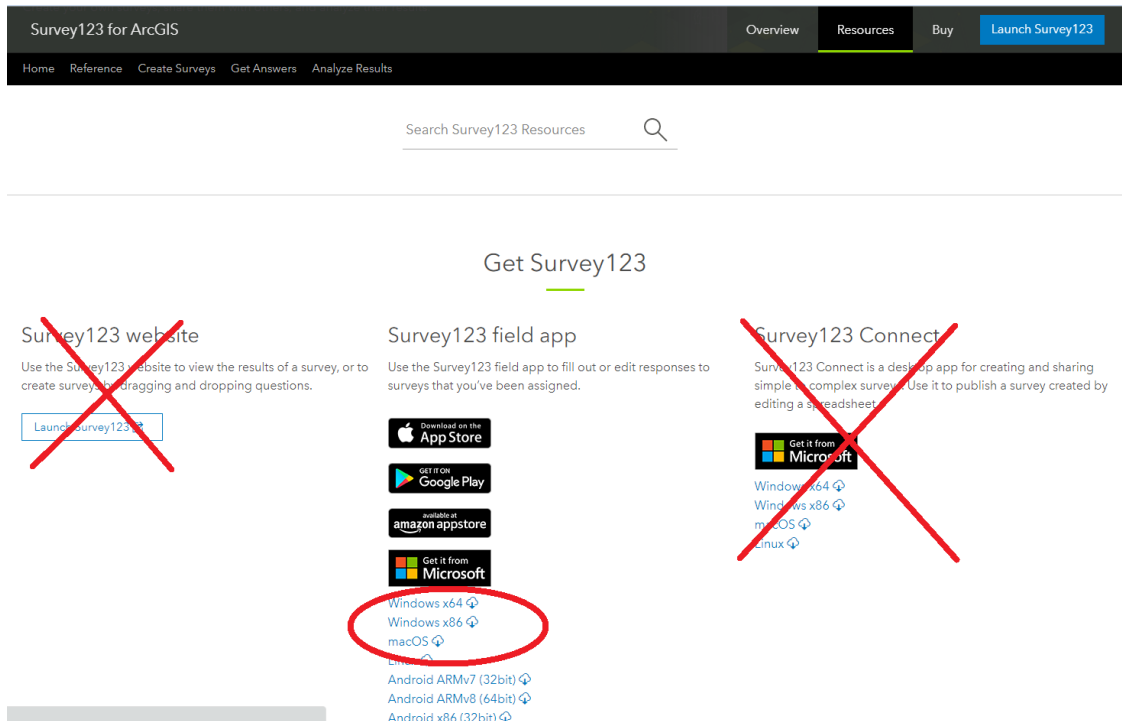 Survey123 for ArcGIS
Overview
Resources
Buy
Launch Survey123
Home Reference Create Surveys Get Answers Analyze Results
Search Survey123 Resources
Get Survey123
Survey123 website
Use the Survey123 website to view the results of a survey, or to
create surveys by dragging and dropping questions.
Launch Survey123
Survey123 field app
Use the Survey123 field app to fill out or edit responses to
surveys that you've been assigned.
Download on the
App Store
GET IT ON
Google Play
available at
amazon appstore
Get it from
Microsoft
Windows x64
Windows x86
macOS
Linux
Android ARMv7 (32bit)
Android ARMv8 (64bit)
Android x86 (32bit)
Survey123 Connect
Survey123 Connect is a desktop app for creating and sharing
simple to complex surveys. Use it to publish a survey created by
editing a spreadsheet.
Get it from
Microsoft
Windows x64
Windows x86
macOS
Linux